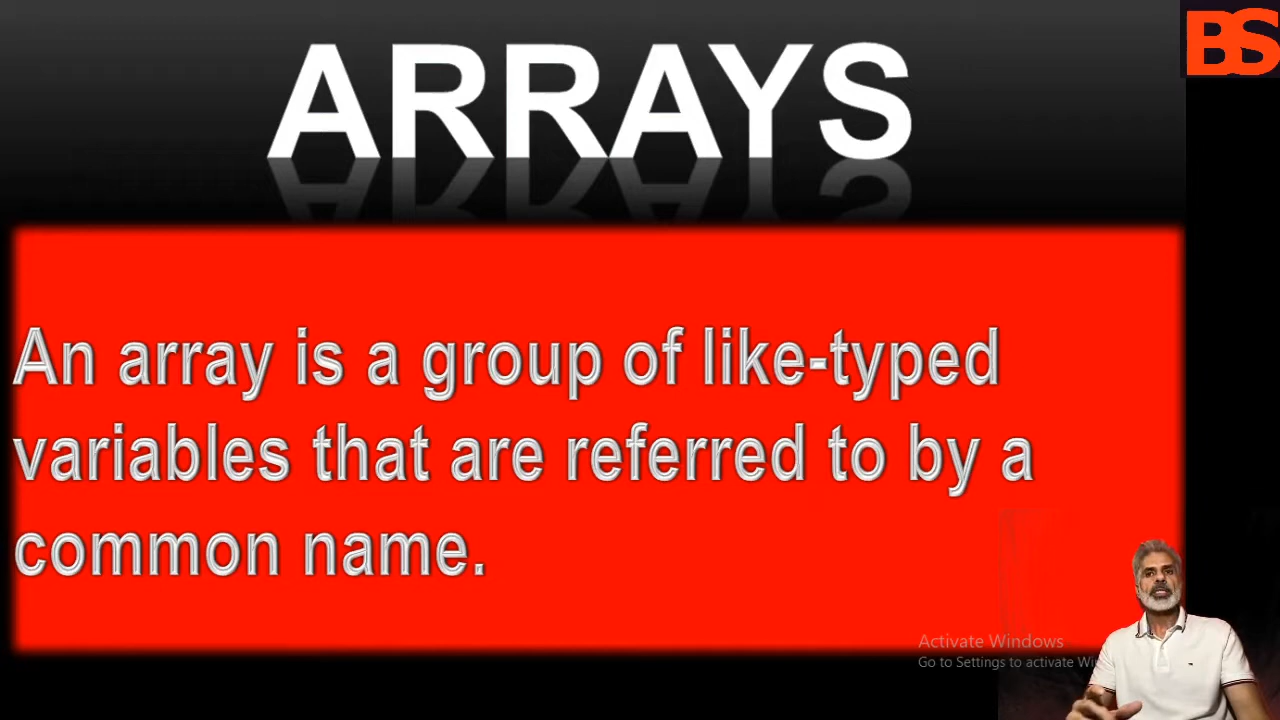 BS
ARRAYS
An array is a group of like-typed
variables that are referred to by a
common name.
Activate Windows
Go to Settings to activate